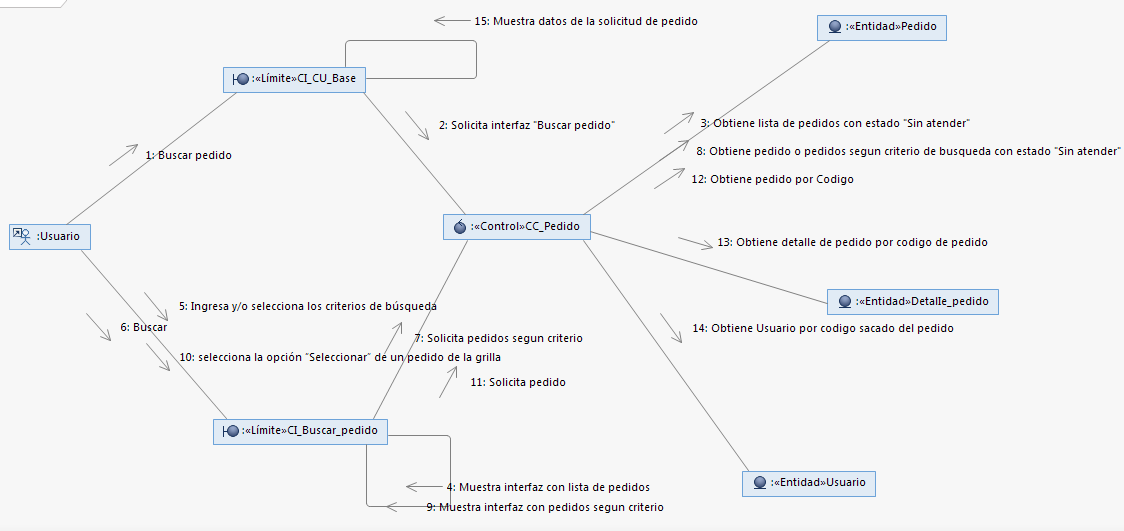 15: Muestra datos de la solicitud de pedido
:«Entidad»Pedido
:«Límite»CI_CU_Base
2: Solicita interfaz "Buscar pedido"
3: Obtiene lista de pedidos con estado "Sin atender"
1: Buscar pedido
8: Obtiene pedido o pedidos segun criterio de busqueda con estado "Sin atender"
12: Obtiene pedido por Codigo
:Usuario
:«Control»CC_Pedido
13: Obtiene detalle de pedido por codigo de pedido
:«Entidad»Detalle_pedido
5: Ingresa y/o selecciona los criterios de búsqueda
6: Buscar
14: Obtiene Usuario por codigo sacado del pedido
7: Solicita pedidos segun criterio
10: selecciona la opción "Seleccionar" de un pedido de la grilla
11: Solicita pedido
:«Límite»CI_Buscar_pedido
:«Entidad»Usuario
4: Muestra interfaz con lista de pedidos
9: Muestra interfaz con pedidos segun criterio